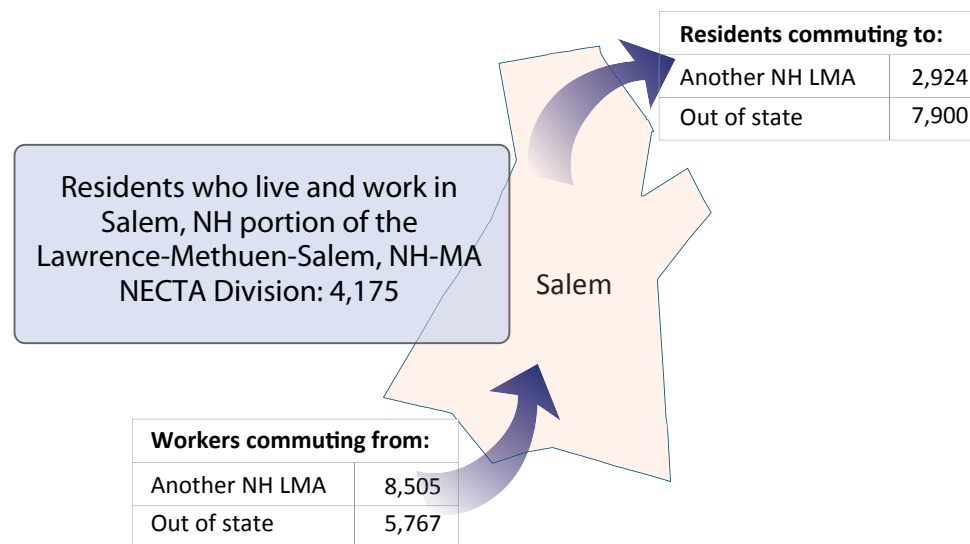 Residents commuting to:
Another NH LMA 2,924
Out of state 7,900
Residents who live and work in
Salem, NH portion of the
Lawrence-Methuen-Salem, NH-MA
NECTA Division: 4,175
Salem
Workers commuting from:
Another NH LMA 8,505
Out of state 5,767